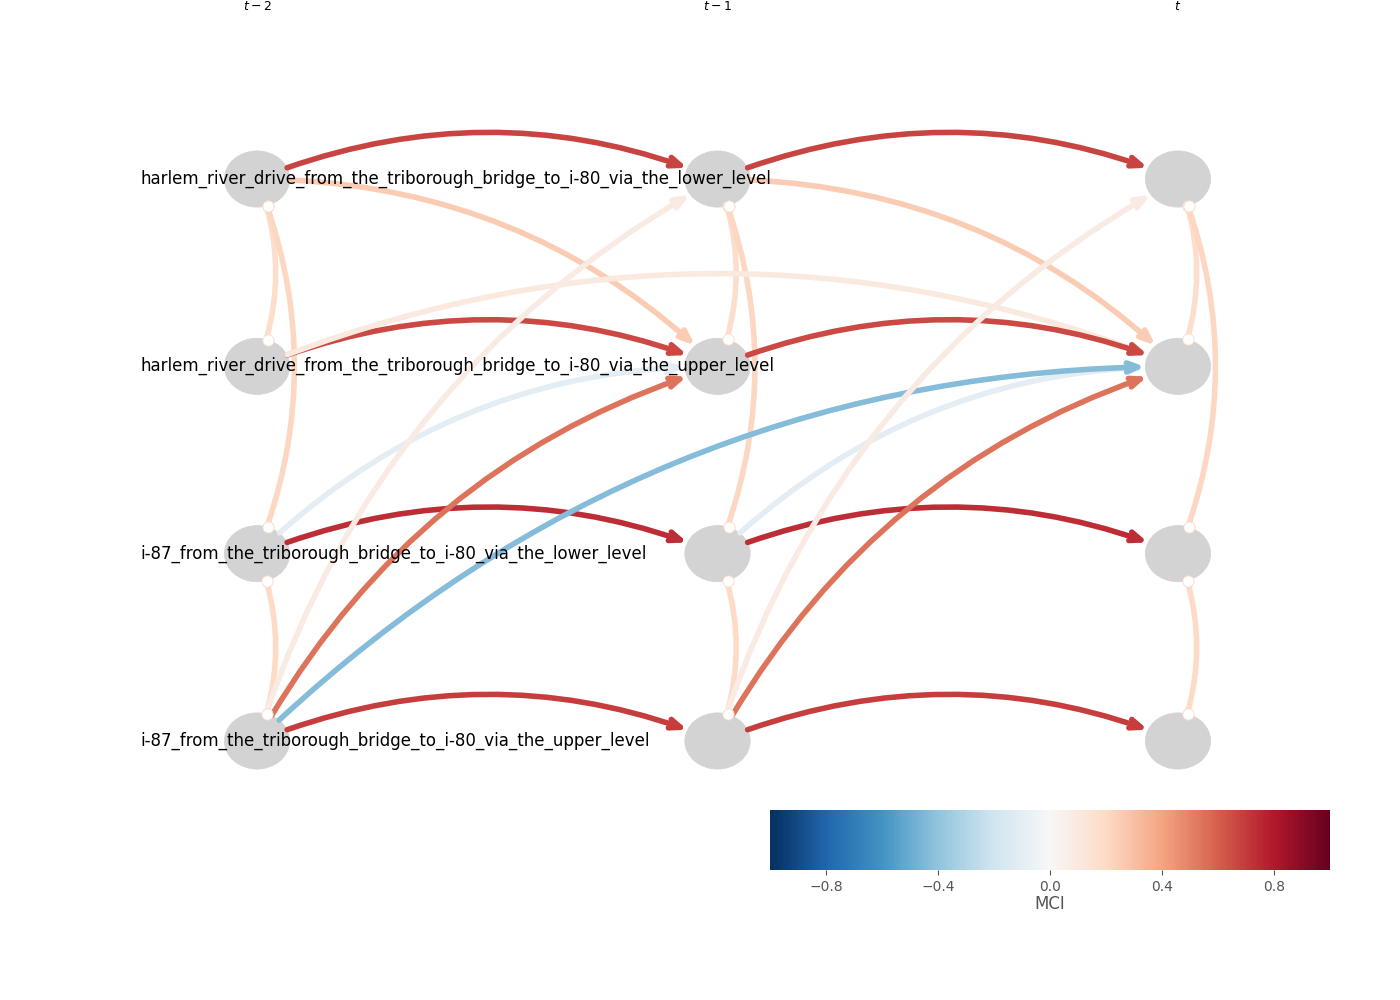 t − 2 t − 1 t
harlem_river_drive_from_the_triborough_bridge_to_i-80_via_the_lower_level
harlem_river_drive_from_the_triborough_bridge_to_i-80_via_the_upper_level
i-87_from_the_triborough_bridge_to_i-80_via_the_lower_level
i-87_from_the_triborough_bridge_to_i-80_via_the_upper_level
−0.8 −0.4 0.0 0.4 0.8
MCI